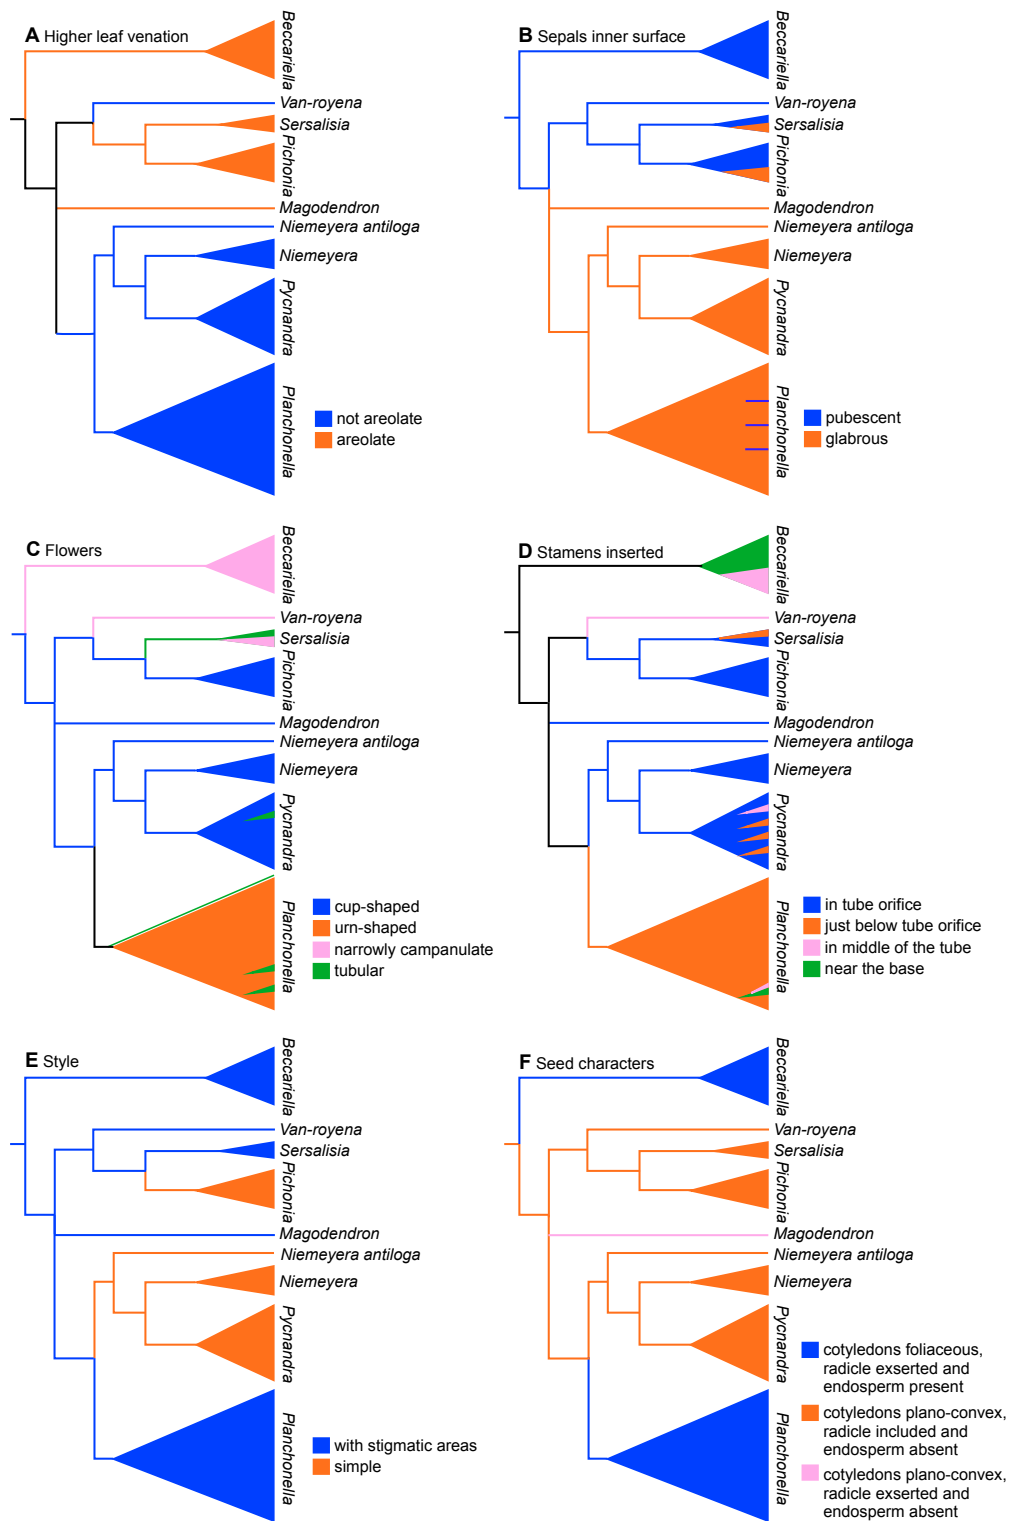 A Higher leaf venation
Beccariella
Van-royena
Sersalisia
Pichonia
Magodendron
Niemeyera antiloga
Niemeyera
Pycnandra
Planchonella
not areolate
areolate
B Sepals inner surface
Beccariella
Van-royena
Sersalisia
Pichonia
Magodendron
Niemeyera antiloga
Niemeyera
Pycnandra
Planchonella
pubescent
glabrous
C Flowers
Beccariella
Van-royena
Sersalisia
Pichonia
Magodendron
Niemeyera antiloga
Niemeyera
Pycnandra
Planchonella
cup-shaped
urn-shaped
narrowly campanulate
tubular
D Stamens inserted
Beccariella
Van-royena
Sersalisia
Pichonia
Magodendron
Niemeyera antiloga
Niemeyera
Pycnandra
Planchonella
in tube orifice
just below tube orifice
in middle of the tube
near the base
E Style
Beccariella
Van-royena
Sersalisia
Pichonia
Magodendron
Niemeyera antiloga
Niemeyera
Pycnandra
Planchonella
with stigmatic areas
simple
F Seed characters
Beccariella
Van-royena
Sersalisia
Pichonia
Magodendron
Niemeyera antiloga
Niemeyera
Pycnandra
Planchonella
cotyledons foliaceous,
radicle exserted and
endosperm present
cotyledons plano-convex,
radicle included and
endosperm absent
cotyledons plano-convex,
radicle exserted and
endosperm absent